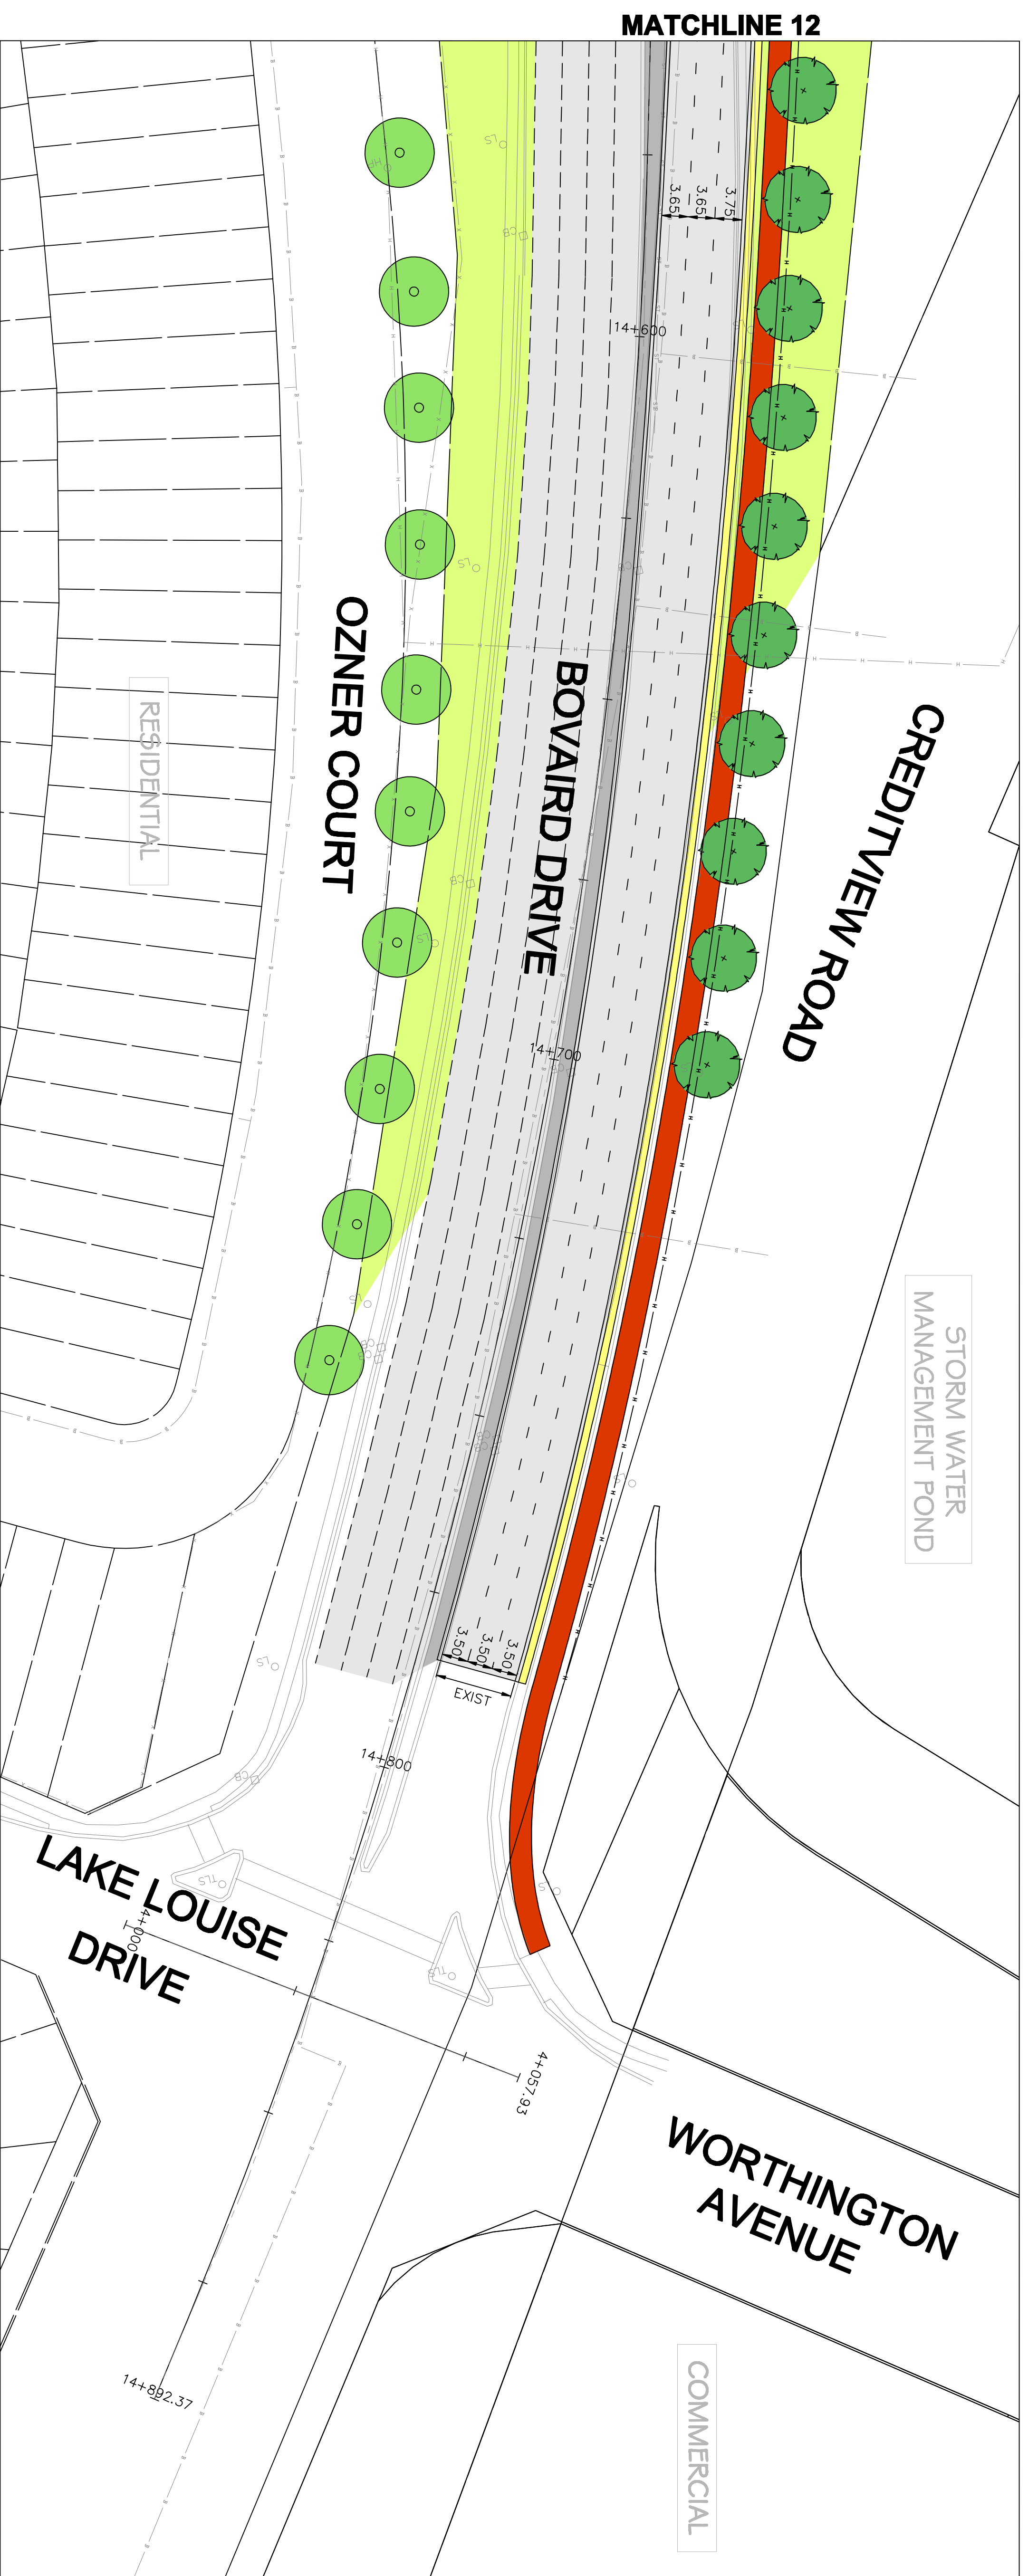 MATCHLINE 12
3.65
3.65
3.75
14+600
OZNER COURT
BOVAIRD DRIVE
CREDITVIEW ROAD
RESIDENTIAL
14+700
STORM WATER
MANAGEMENT POND
3.50
3.50
3.50
EXIST
14+800
LAKE LOUISE
DRIVE
4+000
4+057.93
WORTHINGTON
AVENUE
14+892.37
COMMERCIAL